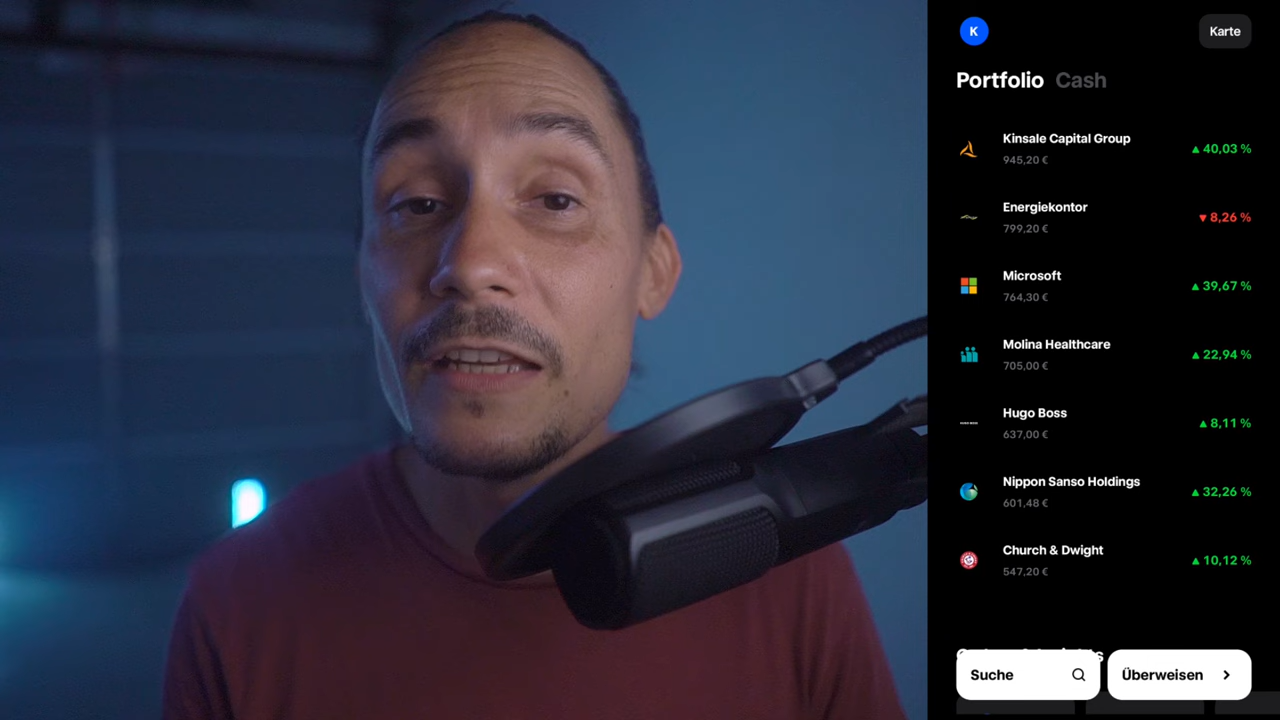 K
Karte
Portfolio Cash
Kinsale Capital Group
945,20 €
▲ 40,03 %
Energiekontor
799,20 €
▼ 8,26 %
Microsoft
764,30 €
▲ 39,67 %
Molina Healthcare
705,00 €
▲ 22,94 %
Hugo Boss
637,00 €
▲ 8,11 %
Nippon Sanso Holdings
601,48 €
▲ 32,26 %
Church & Dwight
547,20 €
▲ 10,12 %
Suche
Überweisen